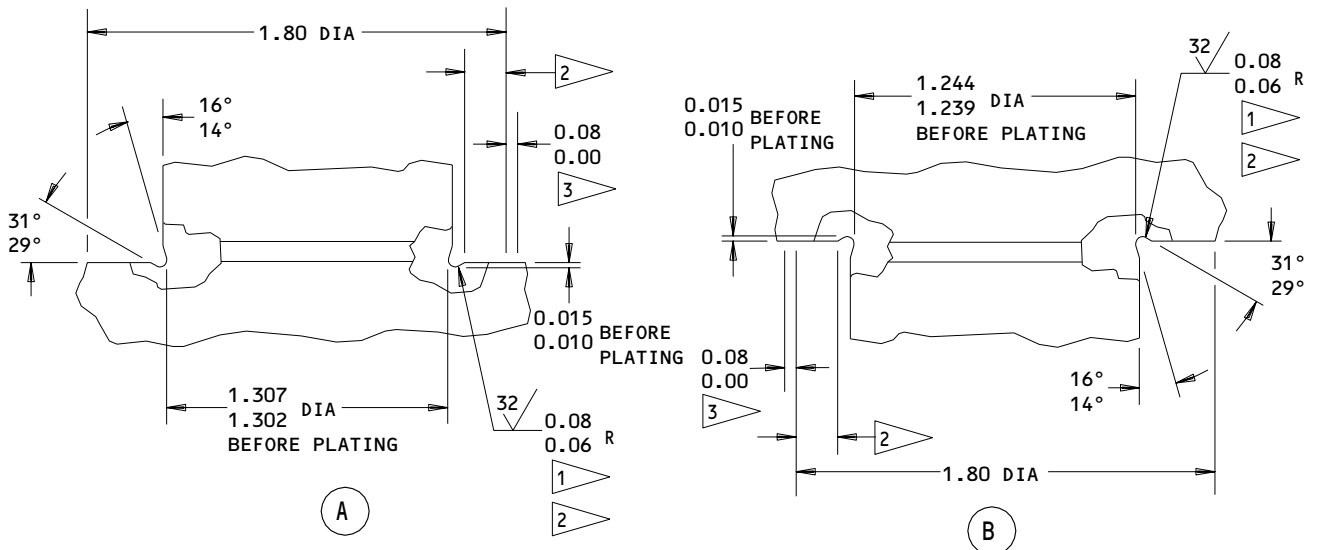 1.80 DIA
2
16°
14°
0.08
0.00
3
31°
29°
0.015
0.010
BEFORE
PLATING
1.307
1.302
DIA
BEFORE PLATING
32
0.08
0.06
R
1
2
A
32
0.08
0.06
R
1
2
1.244
1.239
DIA
BEFORE PLATING
0.015
0.010
BEFORE
PLATING
31°
29°
0.08
0.00
3
16°
14°
2
1.80 DIA
B